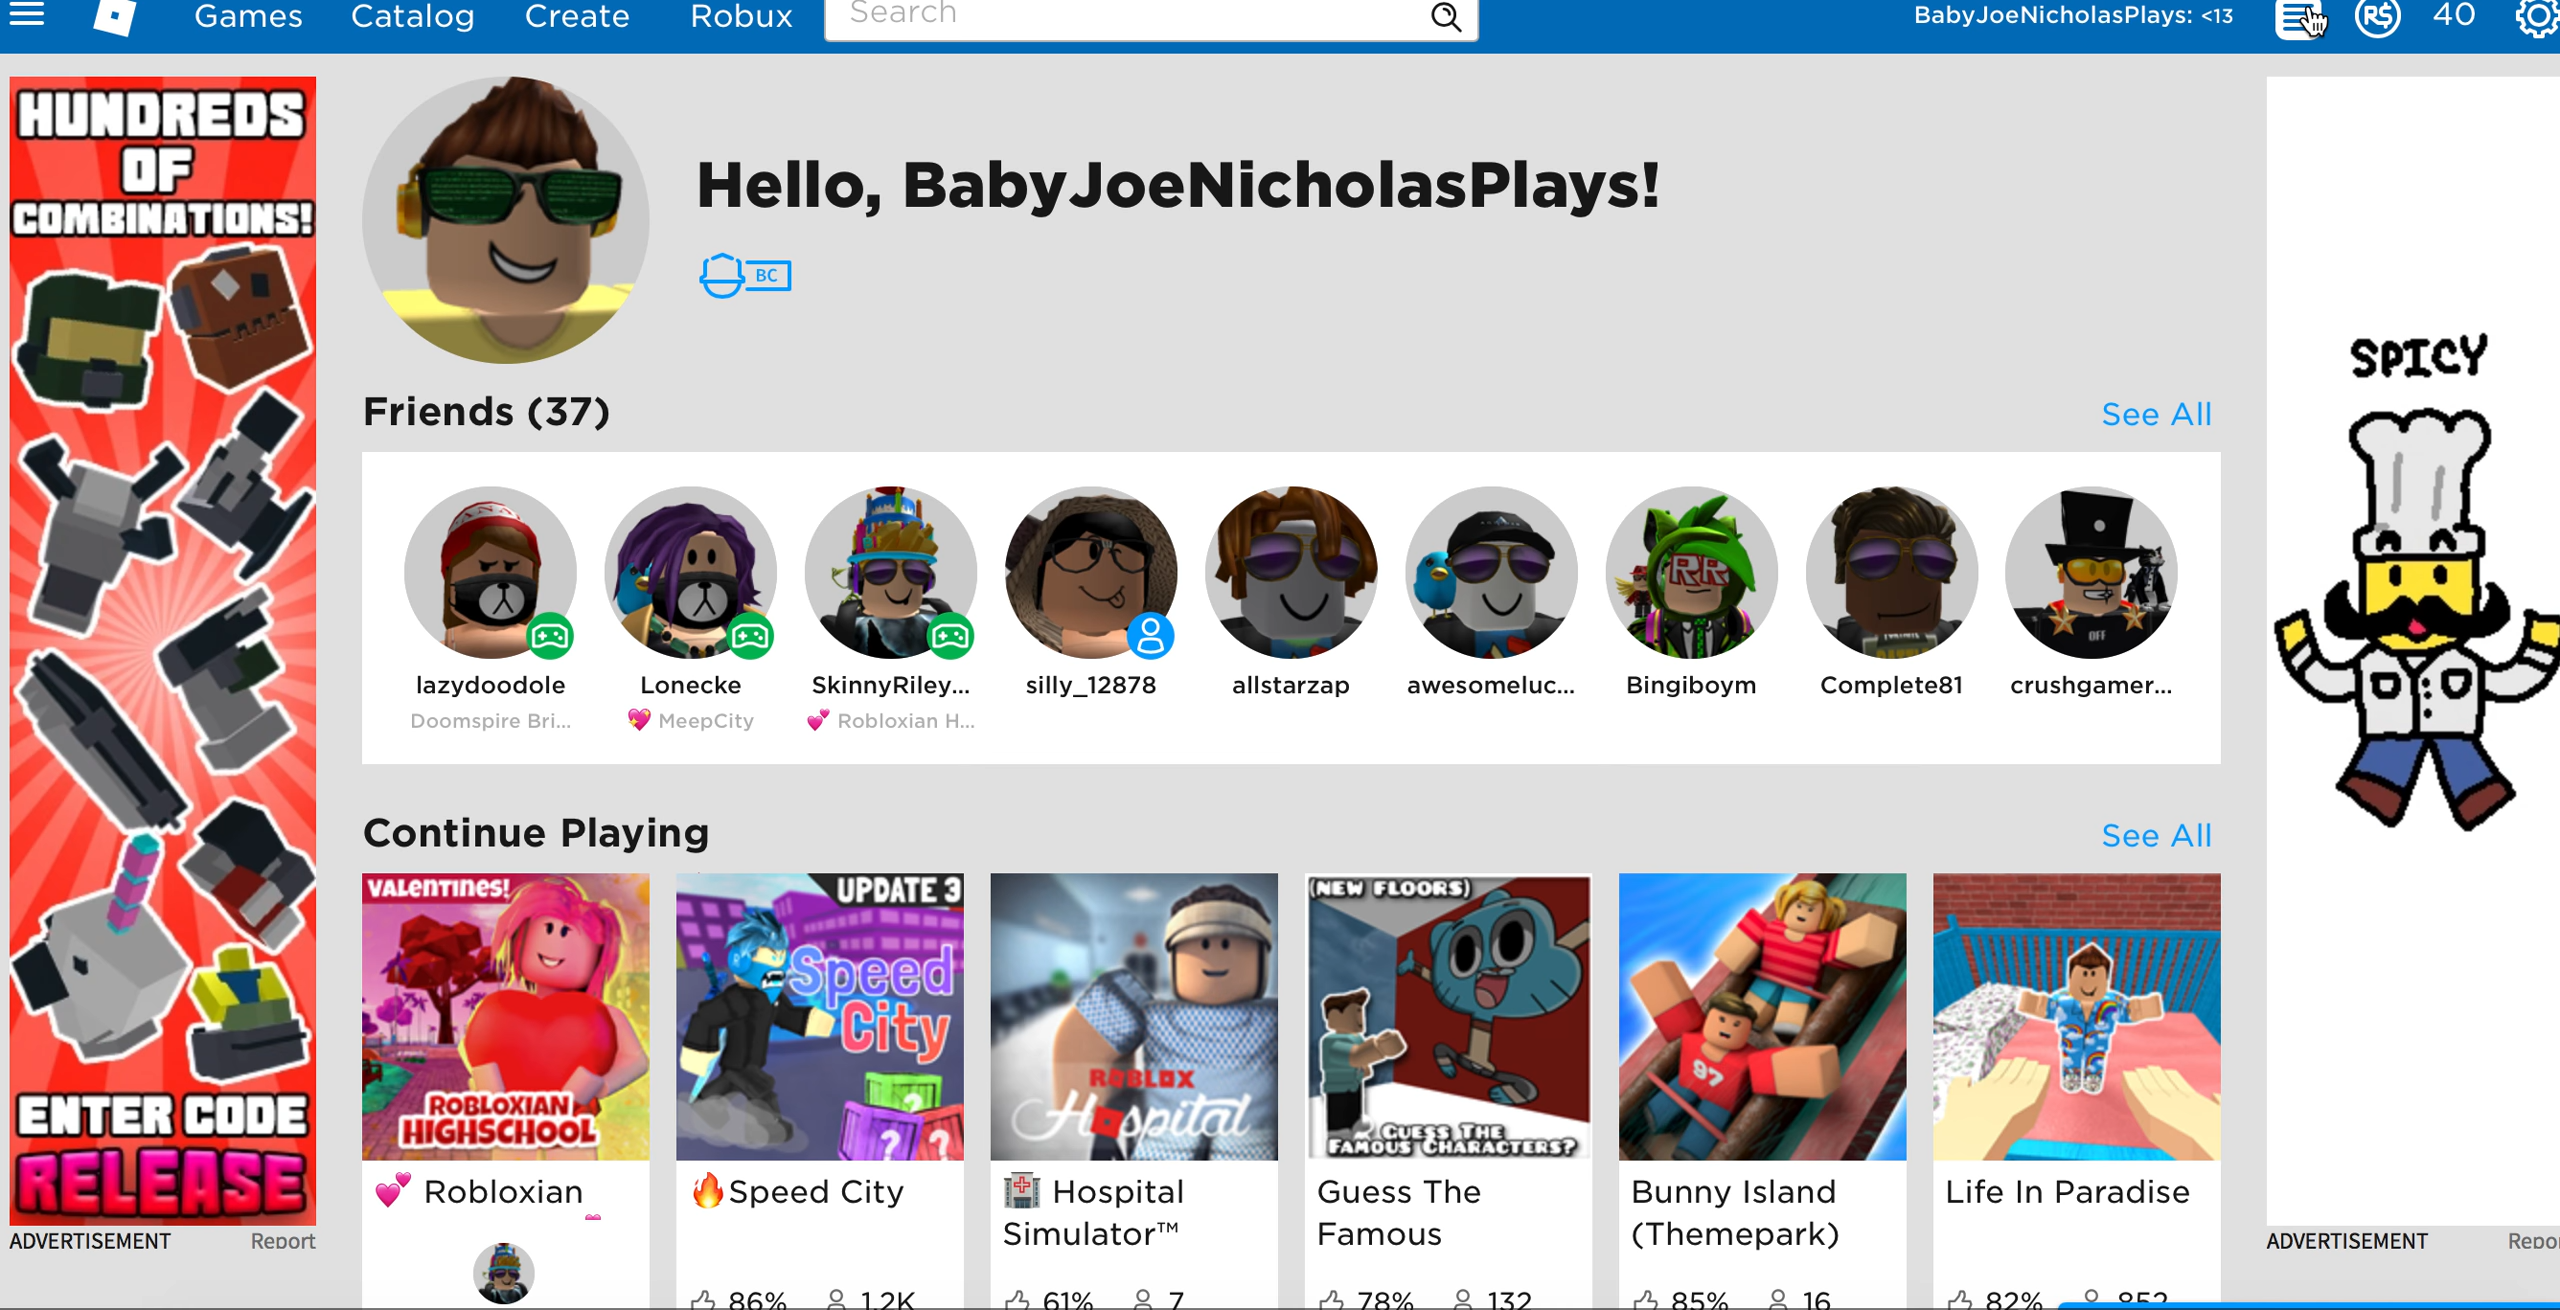 Games Catalog Create Robux Search BabyJoeNicholasPlays: <13 R$ 40
HUNDREDS
OF
COMBINATIONS!
ENTER CODE
RELEASE
ADVERTISEMENT Report
Hello, BabyJoeNicholasPlays!
BC
Friends (37) See All
lazydoodole Lonecke SkinnyRiley... silly_12878 allstarzap awesomeluc... Bingiboym Complete81 crushgamer...
Doomspire Bri... 💖 MeepCity 💕 Robloxian H...
RR
OFF
Continue Playing See All
VALENTINES!
ROBLOXIAN
HIGHSCHOOL
UPDATE 3
Speed
City
? ? ?
ROBLOX
Hospital
(NEW FLOORS)
GUESS THE
FAMOUS CHARACTERS?
97
💕 Robloxian
🔥Speed City
🏥 Hospital
Simulator™
Guess The
Famous
Bunny Island
(Themepark)
Life In Paradise
86% 1.2K
61% 7
78% 132
85% 16
82% 852
SPICY
ADVERTISEMENT